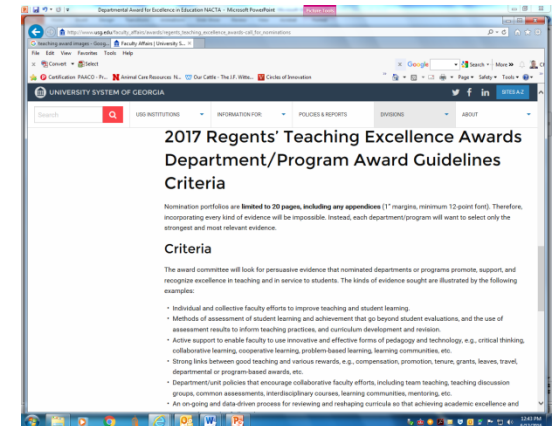 Departmental Award for Excellence in Education NACTA - Microsoft PowerPoint
Picture Tools
http://www.usg.edu/faculty_affairs/awards/regents_teaching_excellence_awards-call_for_nominations
teaching award images - Goog...
Faculty Affairs | University S... ×
File Edit View Favorites Tools Help
× Convert Select
× Google Search More »
Certification PAACO - Pr... Animal Care Resources N... Our Cattle - The J.F. Witte... Circles of Innovation
Page Safety Tools
UNIVERSITY SYSTEM OF GEORGIA
SITES A-Z
Search
USG INSTITUTIONS INFORMATION FOR: POLICIES & REPORTS DIVISIONS ABOUT
2017 Regents' Teaching Excellence Awards
Department/Program Award Guidelines
Criteria
Nomination portfolios are limited to 20 pages, including any appendices (1" margins, minimum 12-point font). Therefore,
incorporating every kind of evidence will be impossible. Instead, each department/program will want to select only the
strongest and most relevant evidence.
Criteria
The award committee will look for persuasive evidence that nominated departments or programs promote, support, and
recognize excellence in teaching and in service to students. The kinds of evidence sought are illustrated by the following
examples:
• Individual and collective faculty efforts to improve teaching and student learning.
• Methods of assessment of student learning and achievement that go beyond student evaluations, and the use of
assessment results to inform teaching practices, and curriculum development and revision.
• Active support to enable faculty to use innovative and effective forms of pedagogy and technology, e.g., critical thinking,
collaborative learning, cooperative learning, problem-based learning, learning communities, etc.
• Strong links between good teaching and various rewards, e.g., compensation, promotion, tenure, grants, leaves, travel,
departmental or program-based awards, etc.
• Department/unit policies that encourage collaborative faculty efforts, including team teaching, teaching discussion
groups, common assessments, interdisciplinary courses, learning communities, mentoring, etc.
• An on-going and data-driven process for reviewing and reshaping curricula so that achieving academic excellence and
12:43 PM